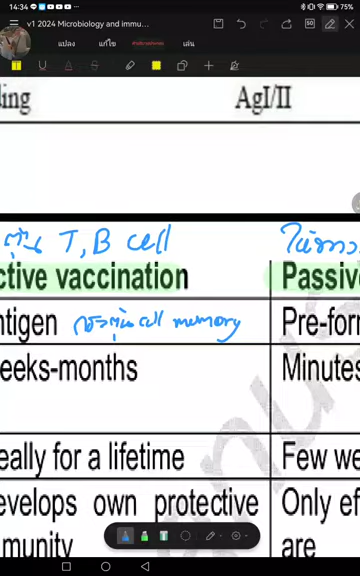 14:34
75%
v1 2024 Microbiology and immu...
แปลง แก้ไข เล่น
ding AgI/II
T, B cell
ctive vaccination Passiv
ntigen cell memory Pre-for
eeks-months Minutes
eally for a lifetime Few we
evelops own protective Only ef
munity are